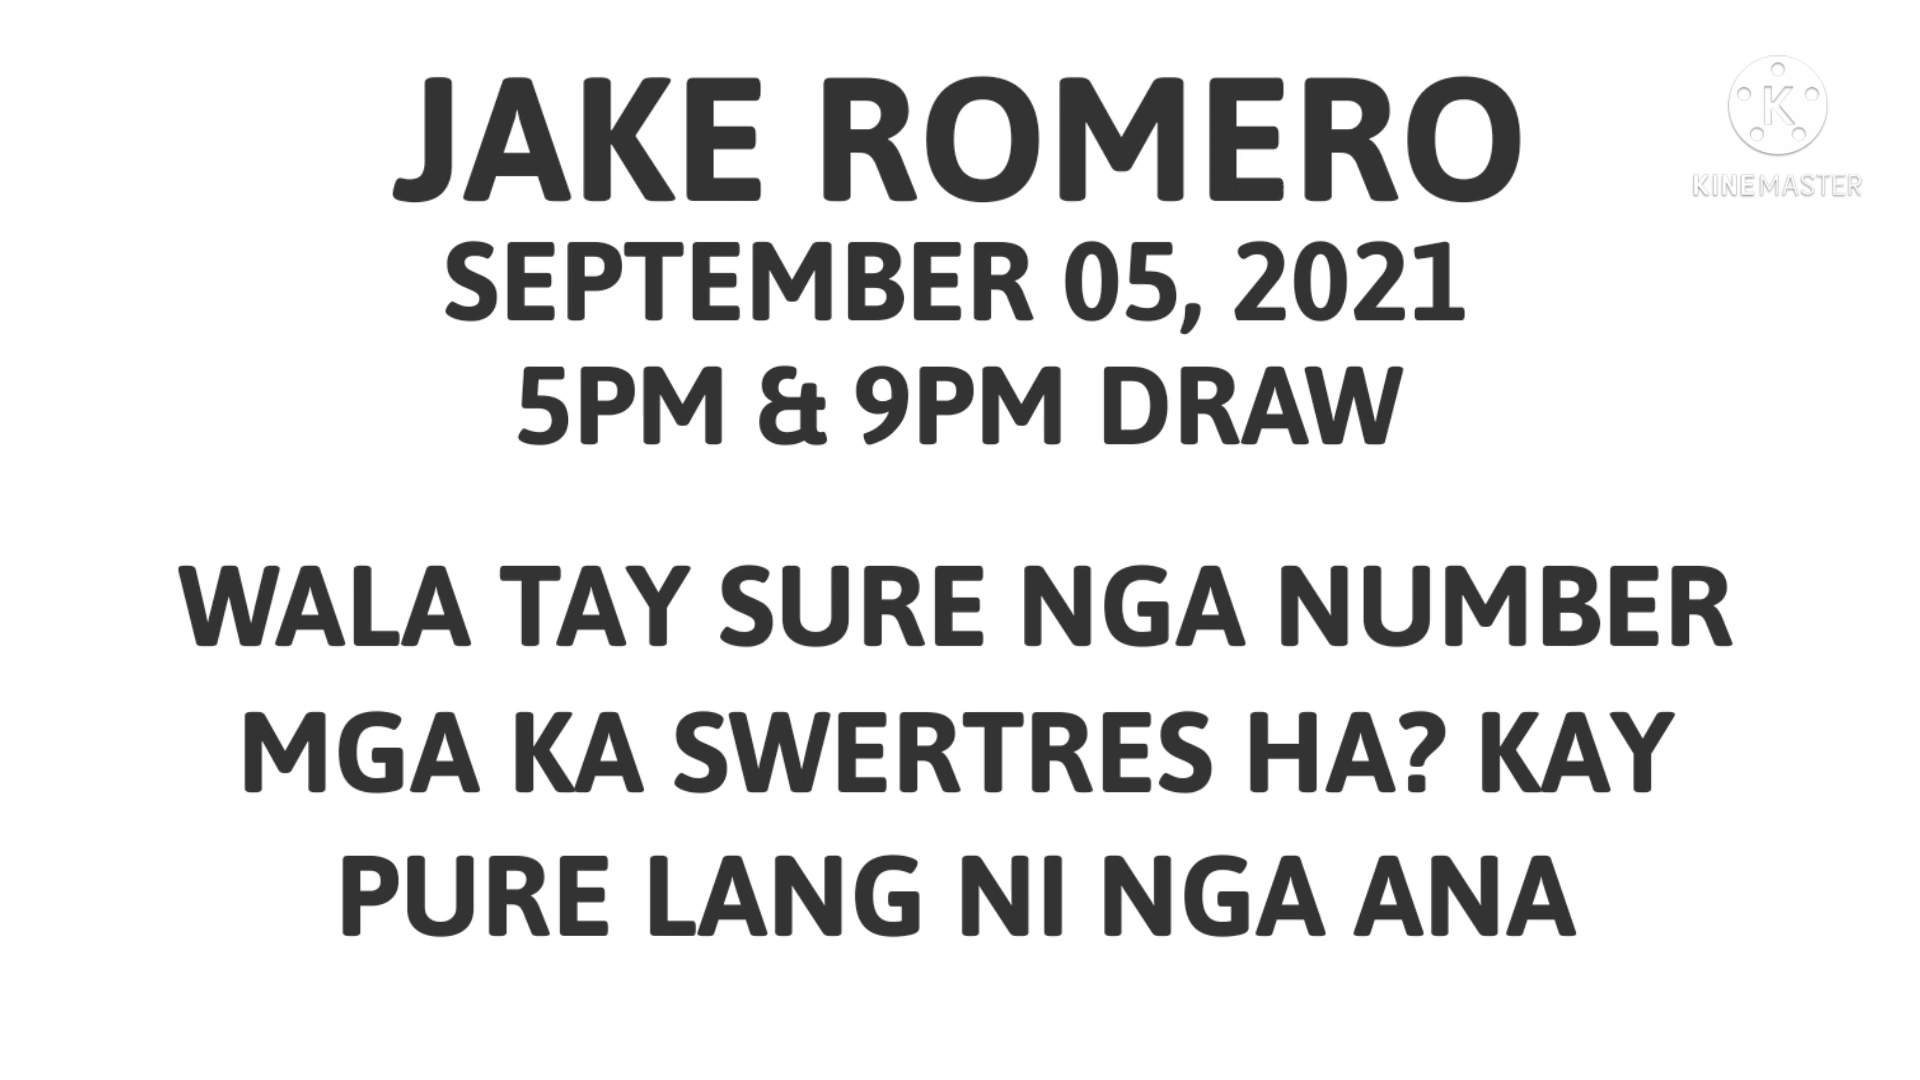 JAKE ROMERO
SEPTEMBER 05, 2021
5PM & 9PM DRAW
WALA TAY SURE NGA NUMBER
MGA KA SWERTRES HA? KAY
PURE LANG NI NGA ANA
K
KINEMASTER